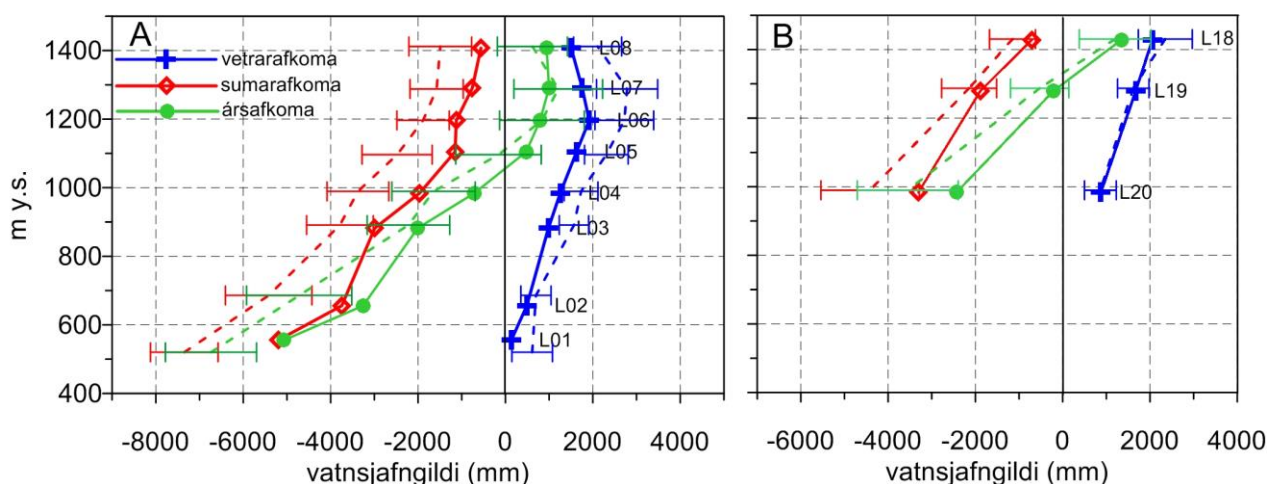 A
B
vetrarafkoma
sumarafkoma
ársafkoma
m y.s.
1400
1200
1000
800
600
400
L08
L07
L06
L05
L04
L03
L02
L01
L18
L19
L20
-8000 -6000 -4000 -2000 0 2000 4000
-6000 -4000 -2000 0 2000 4000
vatnsjafngildi (mm)
vatnsjafngildi (mm)